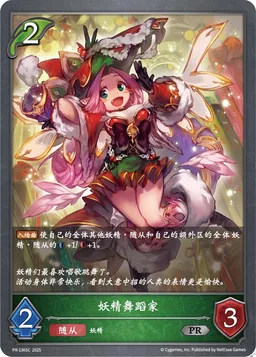 2
入场曲 使自己的全体其他妖精・随从和自己的额外区的全体妖
精・随从的 +1/ +1。
妖精们最喜欢唱歌跳舞了。
活动身体非常快乐，看到大意中招的人类的表情更是愉快。
妖精舞蹈家
2
随从 妖精
PR
3
PR-136SC 2025
© Cygames, Inc. Published by NetEase Games